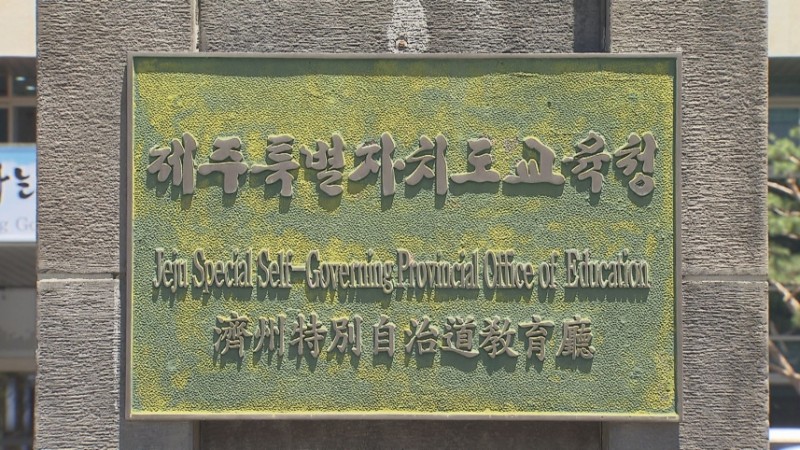 제주특별자치도교육청
Jeju Special Self-Governing Provincial Office of Education
濟州特別自治道教育廳